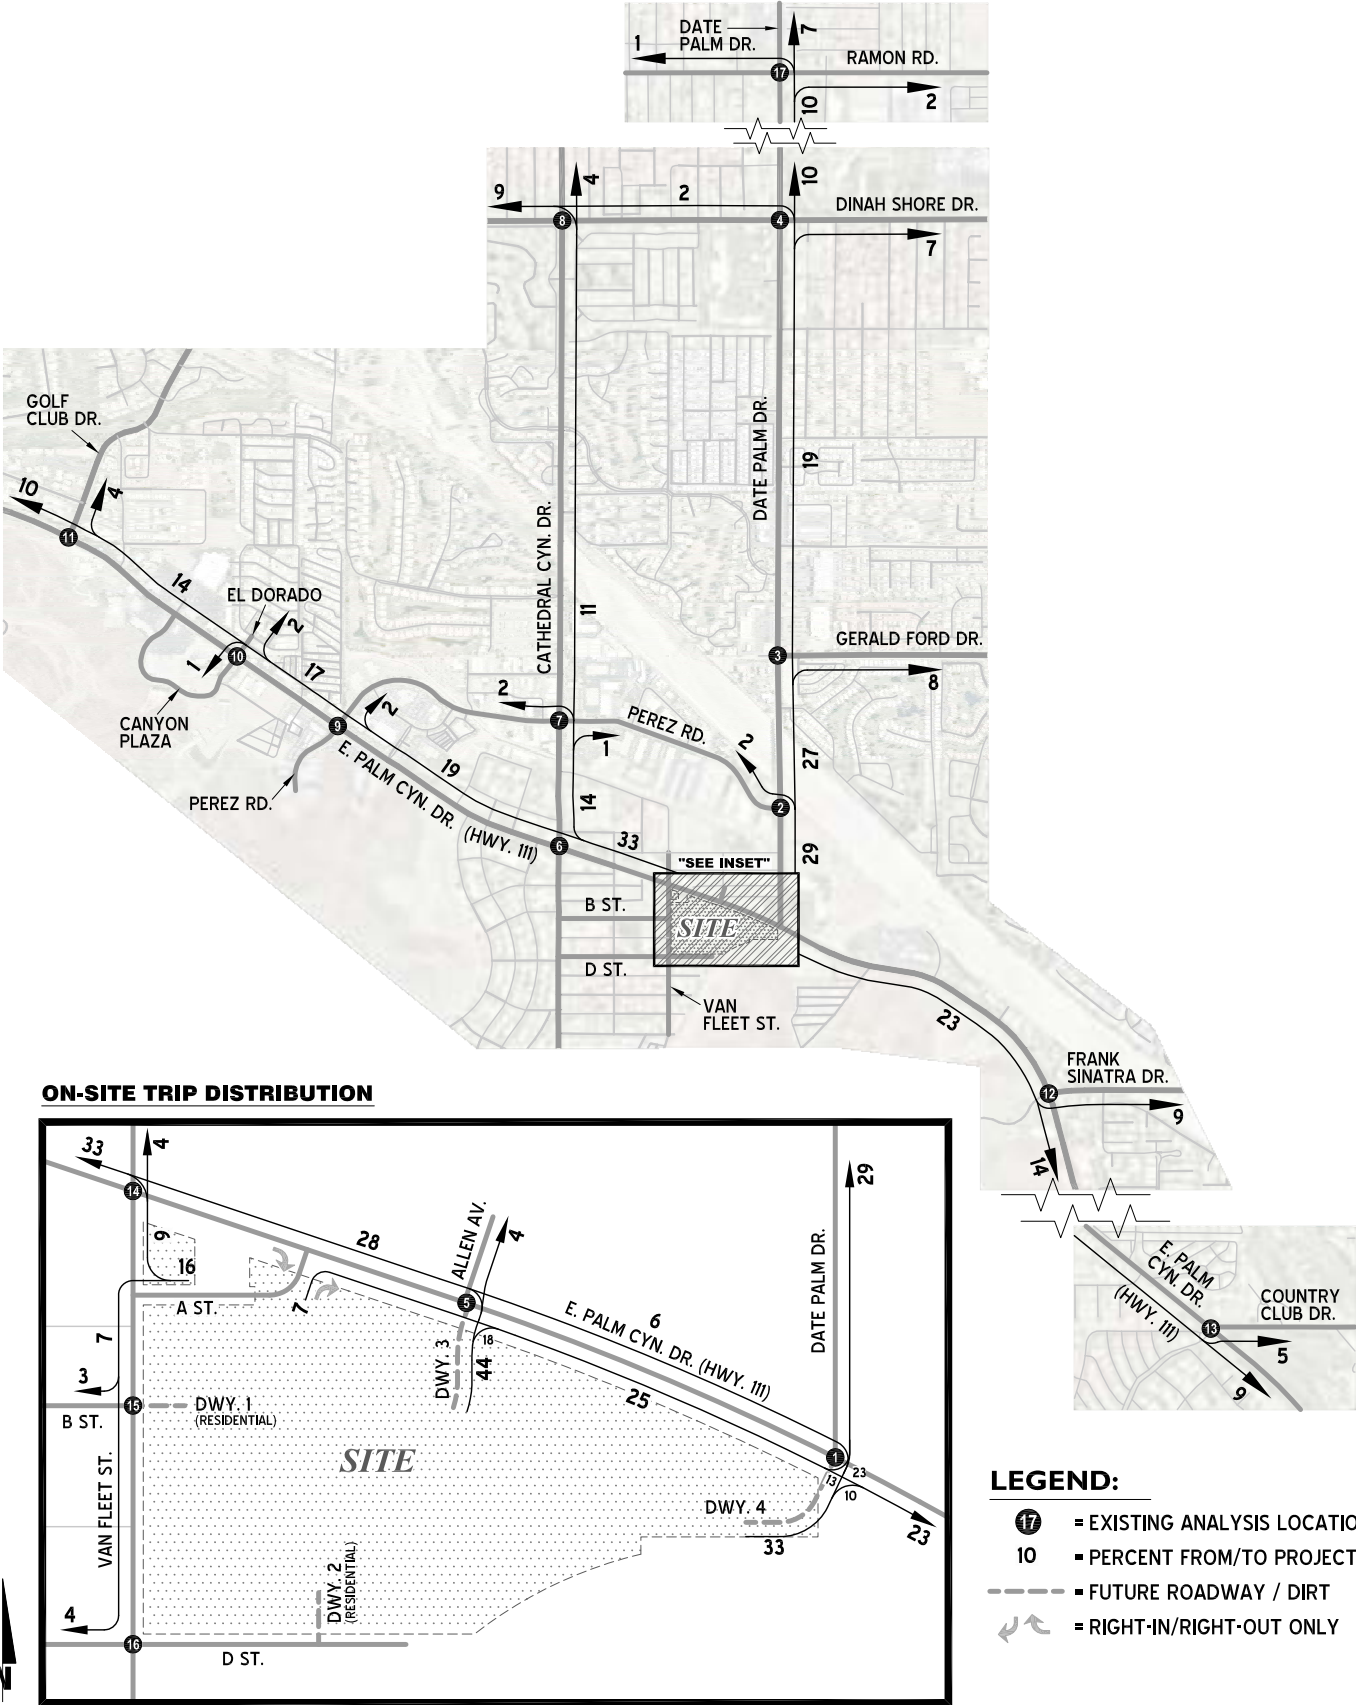 DATE
PALM DR.
7
1
RAMON RD.
17
10
2
4
10
9
2
DINAH SHORE DR.
8
4
7
GOLF
CLUB DR.
DATE PALM DR.
19
10
4
11
CATHEDRAL CYN. DR.
14
EL DORADO
2
11
GERALD FORD DR.
1
10
17
3
8
2
7
CANYON
PLAZA
9
2
PEREZ RD.
1
2
27
E. PALM CYN. DR. (HWY. 111)
19
PEREZ RD.
14
2
6
33
29
"SEE INSET"
B ST.
SITE
D ST.
VAN
FLEET ST.
23
FRANK
SINATRA DR.
12
9
14
ON-SITE TRIP DISTRIBUTION
33
4
14
29
9
28
ALLEN AV.
4
16
DATE PALM DR.
A ST.
7
5
E. PALM CYN. DR. (HWY. 111)
6
7
18
DWY. 3
44
3
25
DWY. 1
(RESIDENTIAL)
15
B ST.
SITE
1
13
23
10
VAN FLEET ST.
DWY. 4
33
23
DWY. 2
(RESIDENTIAL)
4
16
D ST.
E. PALM
CYN. DR.
(HWY. 111)
COUNTRY
CLUB DR.
13
5
9
LEGEND:
17 = EXISTING ANALYSIS LOCATIO
10 = PERCENT FROM/TO PROJECT
= FUTURE ROADWAY / DIRT
= RIGHT-IN/RIGHT-OUT ONLY
N